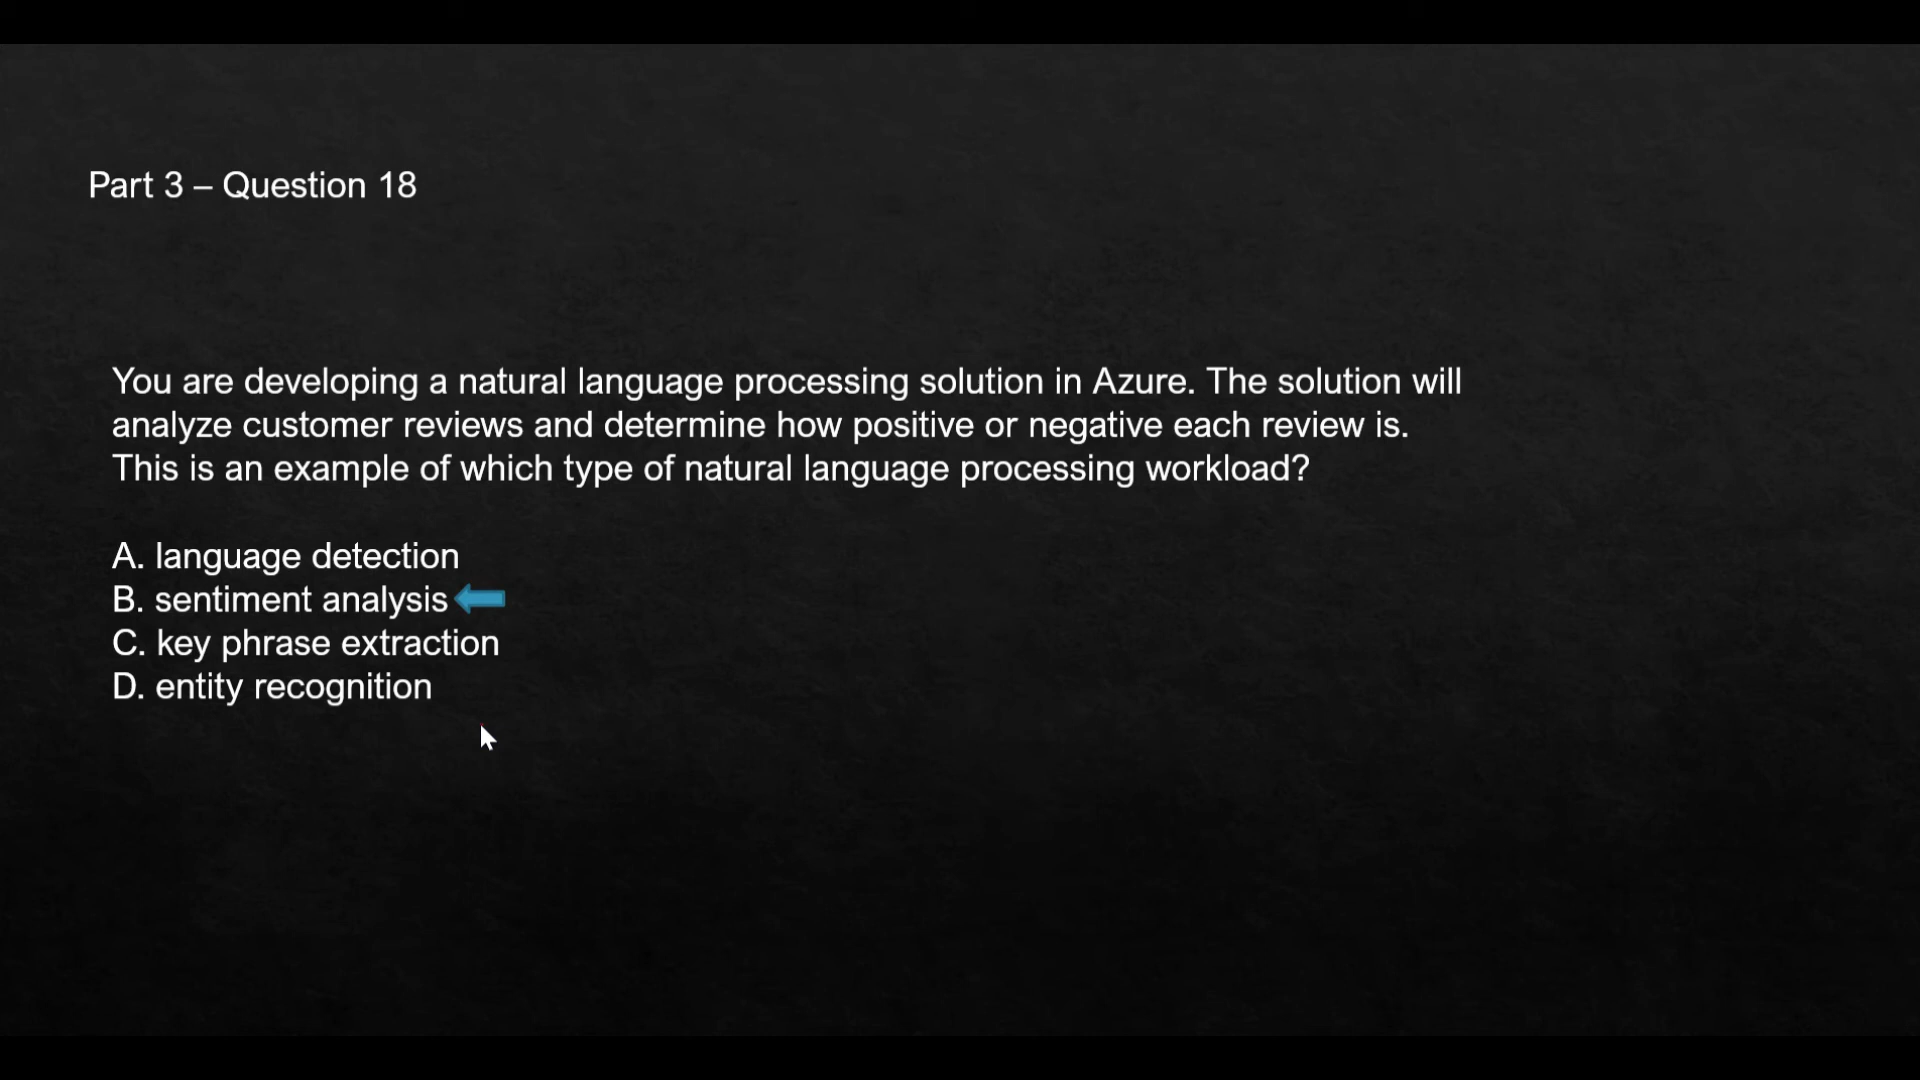 Part 3 – Question 18
You are developing a natural language processing solution in Azure. The solution will
analyze customer reviews and determine how positive or negative each review is.
This is an example of which type of natural language processing workload?
A. language detection
B. sentiment analysis
C. key phrase extraction
D. entity recognition